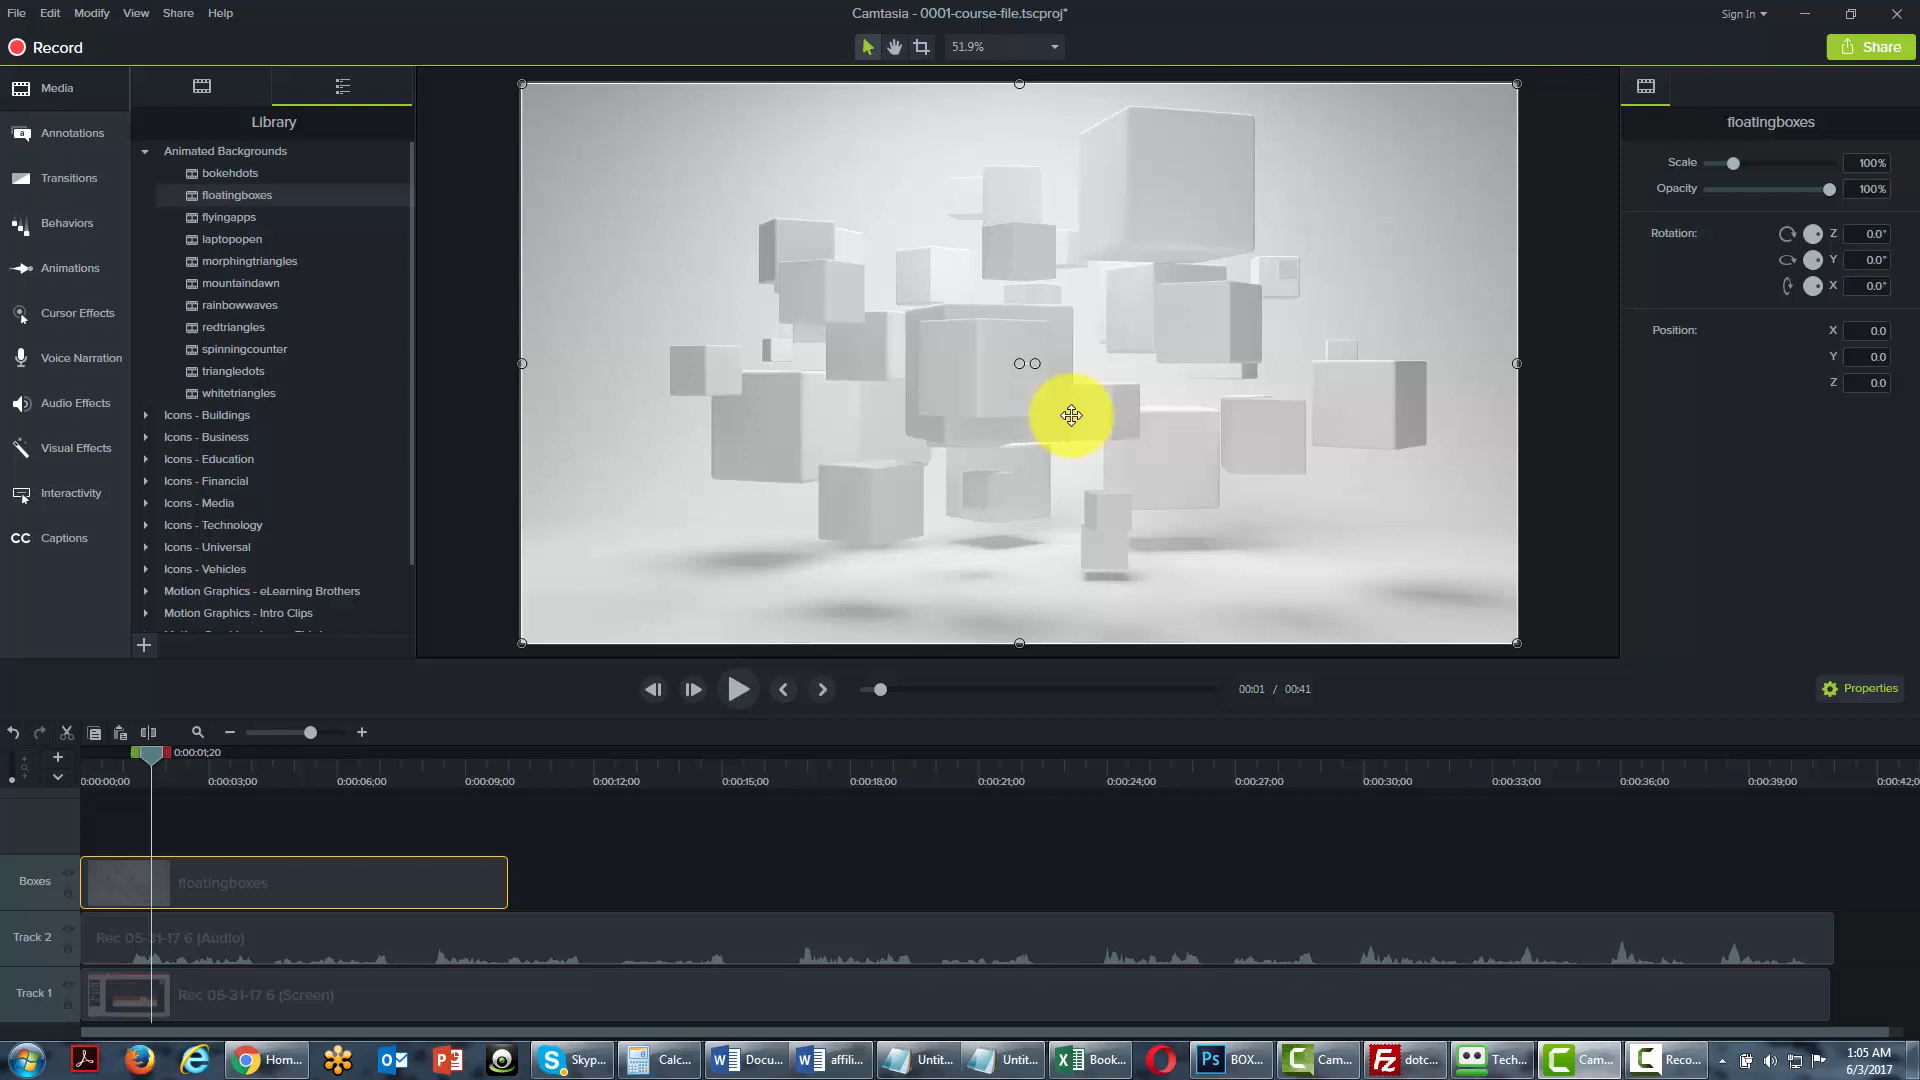 File Edit Modify View Share Help
Camtasia - 0001-course-file.tscproj*
Sign In
Record
51.9%
Share
Media
Annotations
Transitions
Behaviors
Animations
Cursor Effects
Voice Narration
Audio Effects
Visual Effects
Interactivity
CC Captions
Library
Animated Backgrounds
bokehdots
floatingboxes
flyingapps
laptopopen
morphingtriangles
mountaindawn
rainbowwaves
redtriangles
spinningcounter
triangledots
whitetriangles
Icons - Buildings
Icons - Business
Icons - Education
Icons - Financial
Icons - Media
Icons - Technology
Icons - Universal
Icons - Vehicles
Motion Graphics - eLearning Brothers
Motion Graphics - Intro Clips
floatingboxes
Scale 100%
Opacity 100%
Rotation: Z 0.0°
Y 0.0°
X 0.0°
Position: X 0.0
Y 0.0
Z 0.0
00:01 / 00:41
Properties
0:00:01;20
0:00:00;00 0:00:03;00 0:00:06;00 0:00:09;00 0:00:12;00 0:00:15;00 0:00:18;00 0:00:21;00 0:00:24;00 0:00:27;00 0:00:30;00 0:00:33;00 0:00:36;00 0:00:39;00 0:00:42;0
Boxes floatingboxes
Track 2 Rec 05-31-17 6 (Audio)
Track 1 Rec 05-31-17 6 (Screen)
Hom... Skyp... Calc... Docu... affili... Untit... Untit... Book... BOX... Cam... dotc... Tech... Cam... Reco...
1:05 AM
6/3/2017